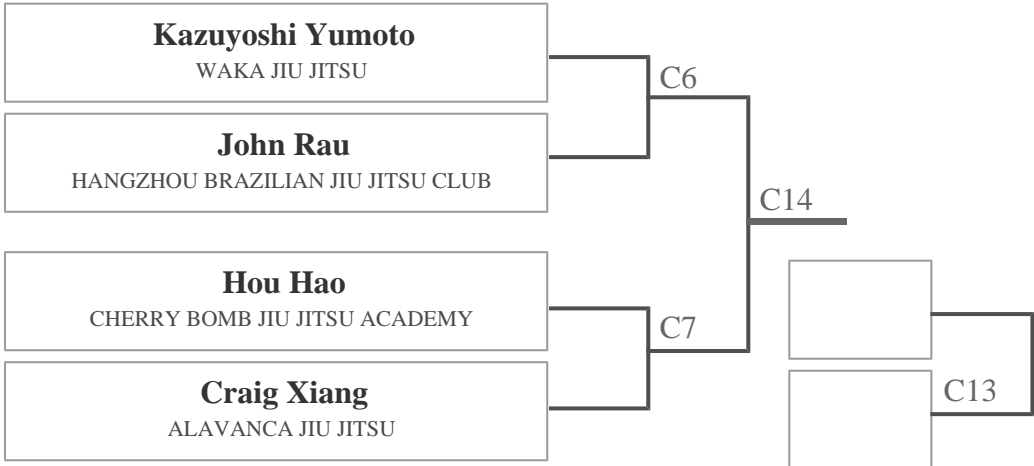 Kazuyoshi Yumoto
WAKA JIU JITSU
C6
John Rau
HANGZHOU BRAZILIAN JIU JITSU CLUB
C14
Hou Hao
CHERRY BOMB JIU JITSU ACADEMY
C7
Craig Xiang
ALAVANCA JIU JITSU
C13